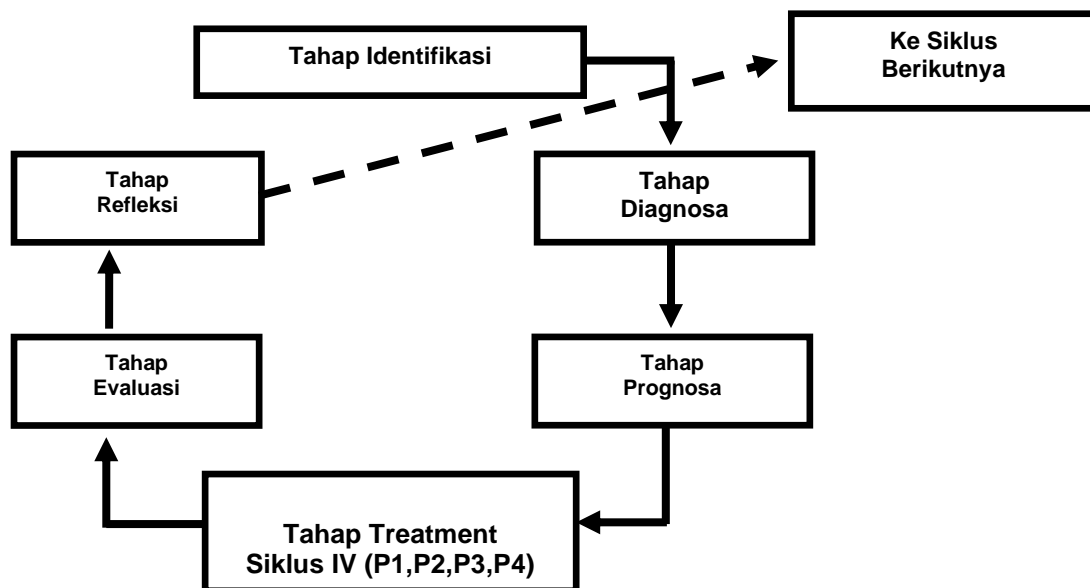 Tahap Identifikasi
Ke Siklus
Berikutnya
Tahap
Refleksi
Tahap
Diagnosa
Tahap
Evaluasi
Tahap
Prognosa
Tahap Treatment
Siklus IV (P1,P2,P3,P4)